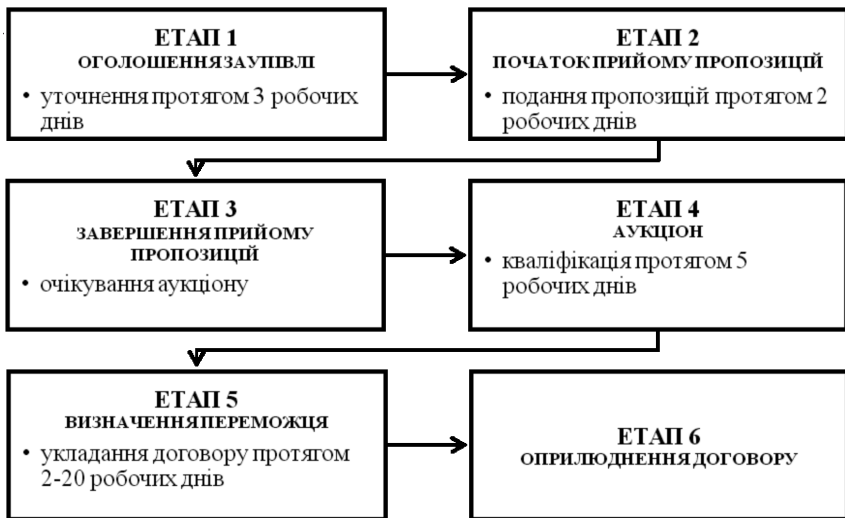 ЕТАП 1
ОГОЛОШЕННЯ ЗАУПІВЛІ
• уточнення протягом 3 робочих
днів
ЕТАП 2
ПОЧАТОК ПРИЙОМУ ПРОПОЗИЦІЙ
• подання пропозицій протягом 2
робочих днів
ЕТАП 3
ЗАВЕРШЕННЯ ПРИЙОМУ
ПРОПОЗИЦІЙ
• очікування аукціону
ЕТАП 4
АУКЦІОН
• кваліфікація протягом 5
робочих днів
ЕТАП 5
ВИЗНАЧЕННЯ ПЕРЕМОЖЦЯ
• укладання договору протягом
2-20 робочих днів
ЕТАП 6
ОПРИЛЮДНЕННЯ ДОГОВОРУ